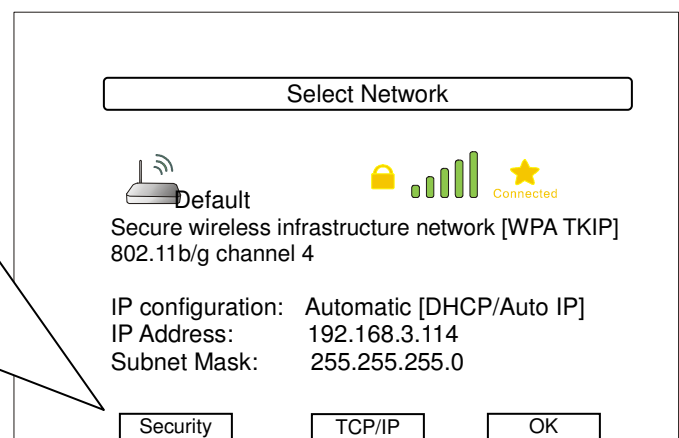 Select Network
Default
Connected
Secure wireless infrastructure network [WPA TKIP]
802.11b/g channel 4
IP configuration: Automatic [DHCP/Auto IP]
IP Address: 192.168.3.114
Subnet Mask: 255.255.255.0
Security TCP/IP OK